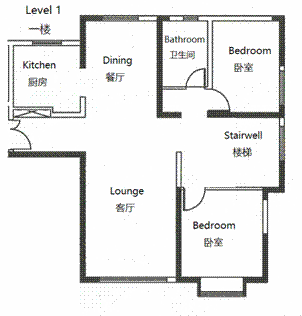 Level 1
一楼
Kitchen
厨房
Dining
餐厅
Bathroom
卫生间
Bedroom
卧室
Stairwell
楼梯
Lounge
客厅
Bedroom
卧室